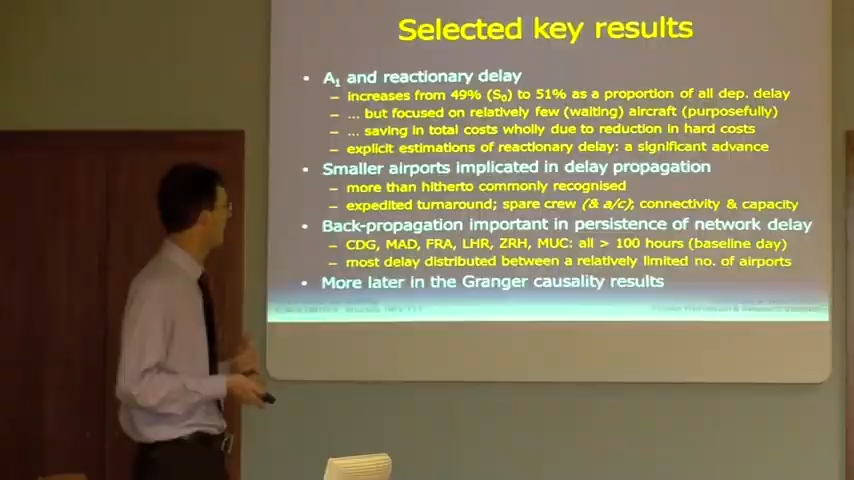 Selected key results
• A₁ and reactionary delay
– increases from 49% (S₀) to 51% as a proportion of all dep. delay
– ... but focused on relatively few (waiting) aircraft (purposefully)
– ... saving in total costs wholly due to reduction in hard costs
– explicit estimations of reactionary delay: a significant advance
• Smaller airports implicated in delay propagation
– more than hitherto commonly recognised
– expedited turnaround; spare crew (& a/c); connectivity & capacity
• Back-propagation important in persistence of network delay
– CDG, MAD, FRA, LHR, ZRH, MUC: all > 100 hours (baseline day)
– most delay distributed between a relatively limited no. of airports
• More later in the Granger causality results